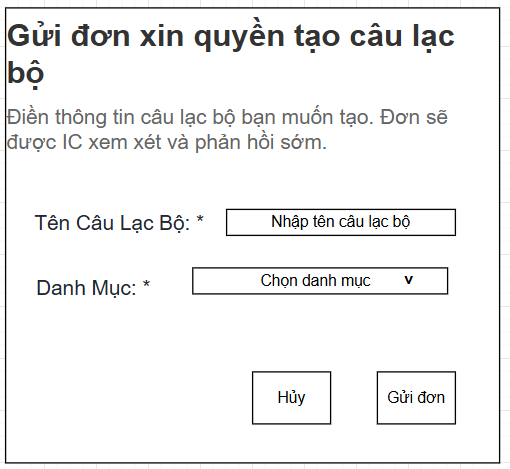 Gửi đơn xin quyền tạo câu lạc
bộ
Điền thông tin câu lạc bộ bạn muốn tạo. Đơn sẽ
được IC xem xét và phản hồi sớm.
Tên Câu Lạc Bộ: * Nhập tên câu lạc bộ
Danh Mục: * Chọn danh mục v
Hủy Gửi đơn